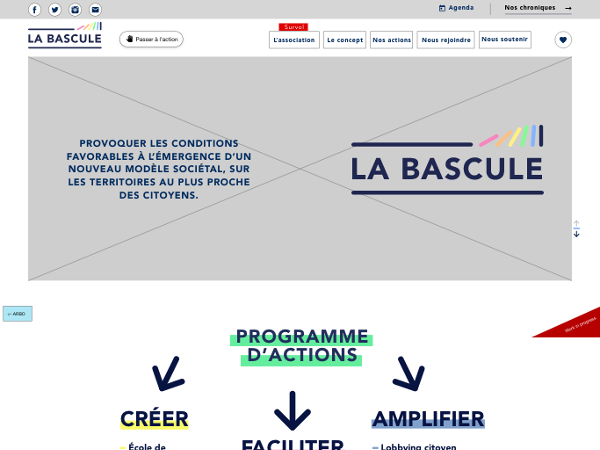 Agenda
Nos chroniques
LA BASCULE
Passer à l'action
Survol
L'association
Le concept
Nos actions
Nous rejoindre
Nous soutenir
PROVOQUER LES CONDITIONS
FAVORABLES À L'ÉMERGENCE D'UN
NOUVEAU MODÈLE SOCIÉTAL, SUR
LES TERRITOIRES AU PLUS PROCHE
DES CITOYENS.
LA BASCULE
<- ARBO
Work in progress
PROGRAMME
D'ACTIONS
CRÉER
FACILITER
AMPLIFIER
– École de
– Lobbying citoyen